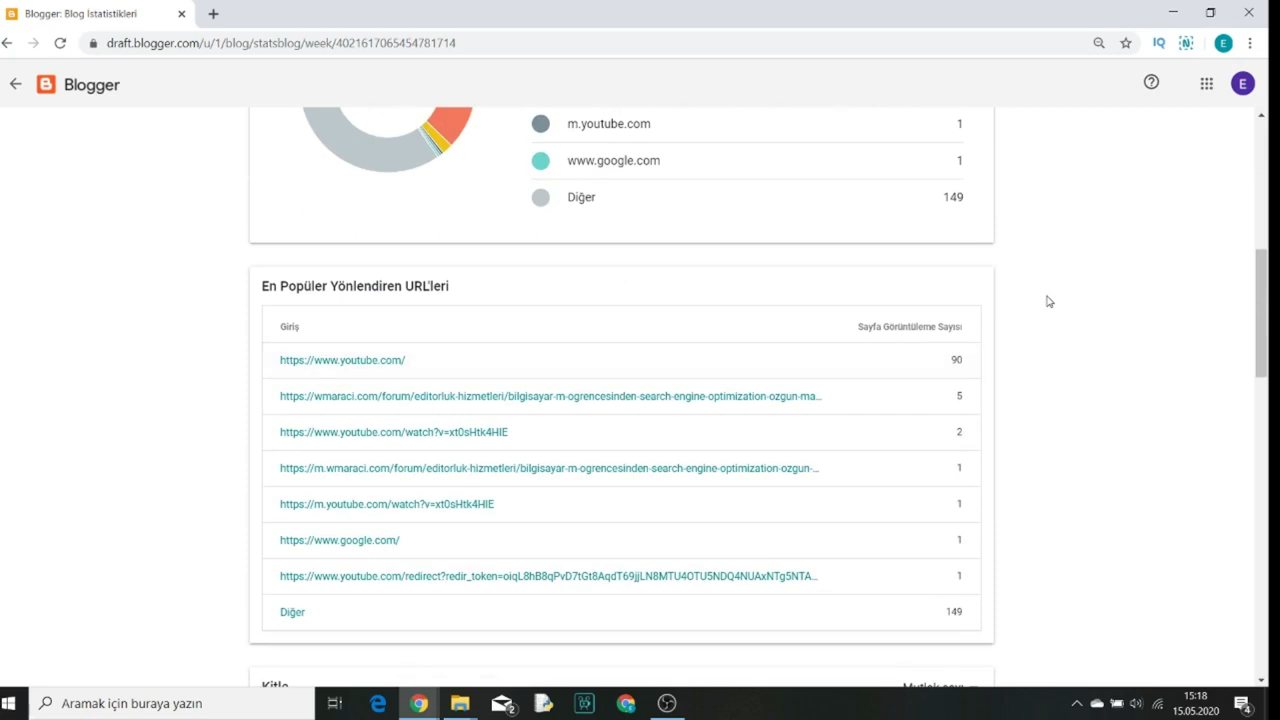 Blogger: Blog İstatistikleri
draft.blogger.com/u/1/blog/statsblog/week/4021617065454781714
IQ
N
E
Blogger
E
m.youtube.com 1
www.google.com 1
Diğer 149
En Popüler Yönlendiren URL'leri
Giriş Sayfa Görüntüleme Sayısı
https://www.youtube.com/ 90
https://wmaraci.com/forum/editorluk-hizmetleri/bilgisayar-m-ogrencesinden-search-engine-optimization-ozgun-ma... 5
https://www.youtube.com/watch?v=xt0sHtk4HIE 2
https://m.wmaraci.com/forum/editorluk-hizmetleri/bilgisayar-m-ogrencesinden-search-engine-optimization-ozgun-... 1
https://m.youtube.com/watch?v=xt0sHtk4HIE 1
https://www.google.com/ 1
https://www.youtube.com/redirect?redir_token=oiqL8hB8qPvD7tGt8AqdT69jjLN8MTU4OTU5NDQ4NUAxNTg5NTA... 1
Diğer 149
Kitle Mutlak sayı
Aramak için buraya yazın
2
15:18
15.05.2020
4